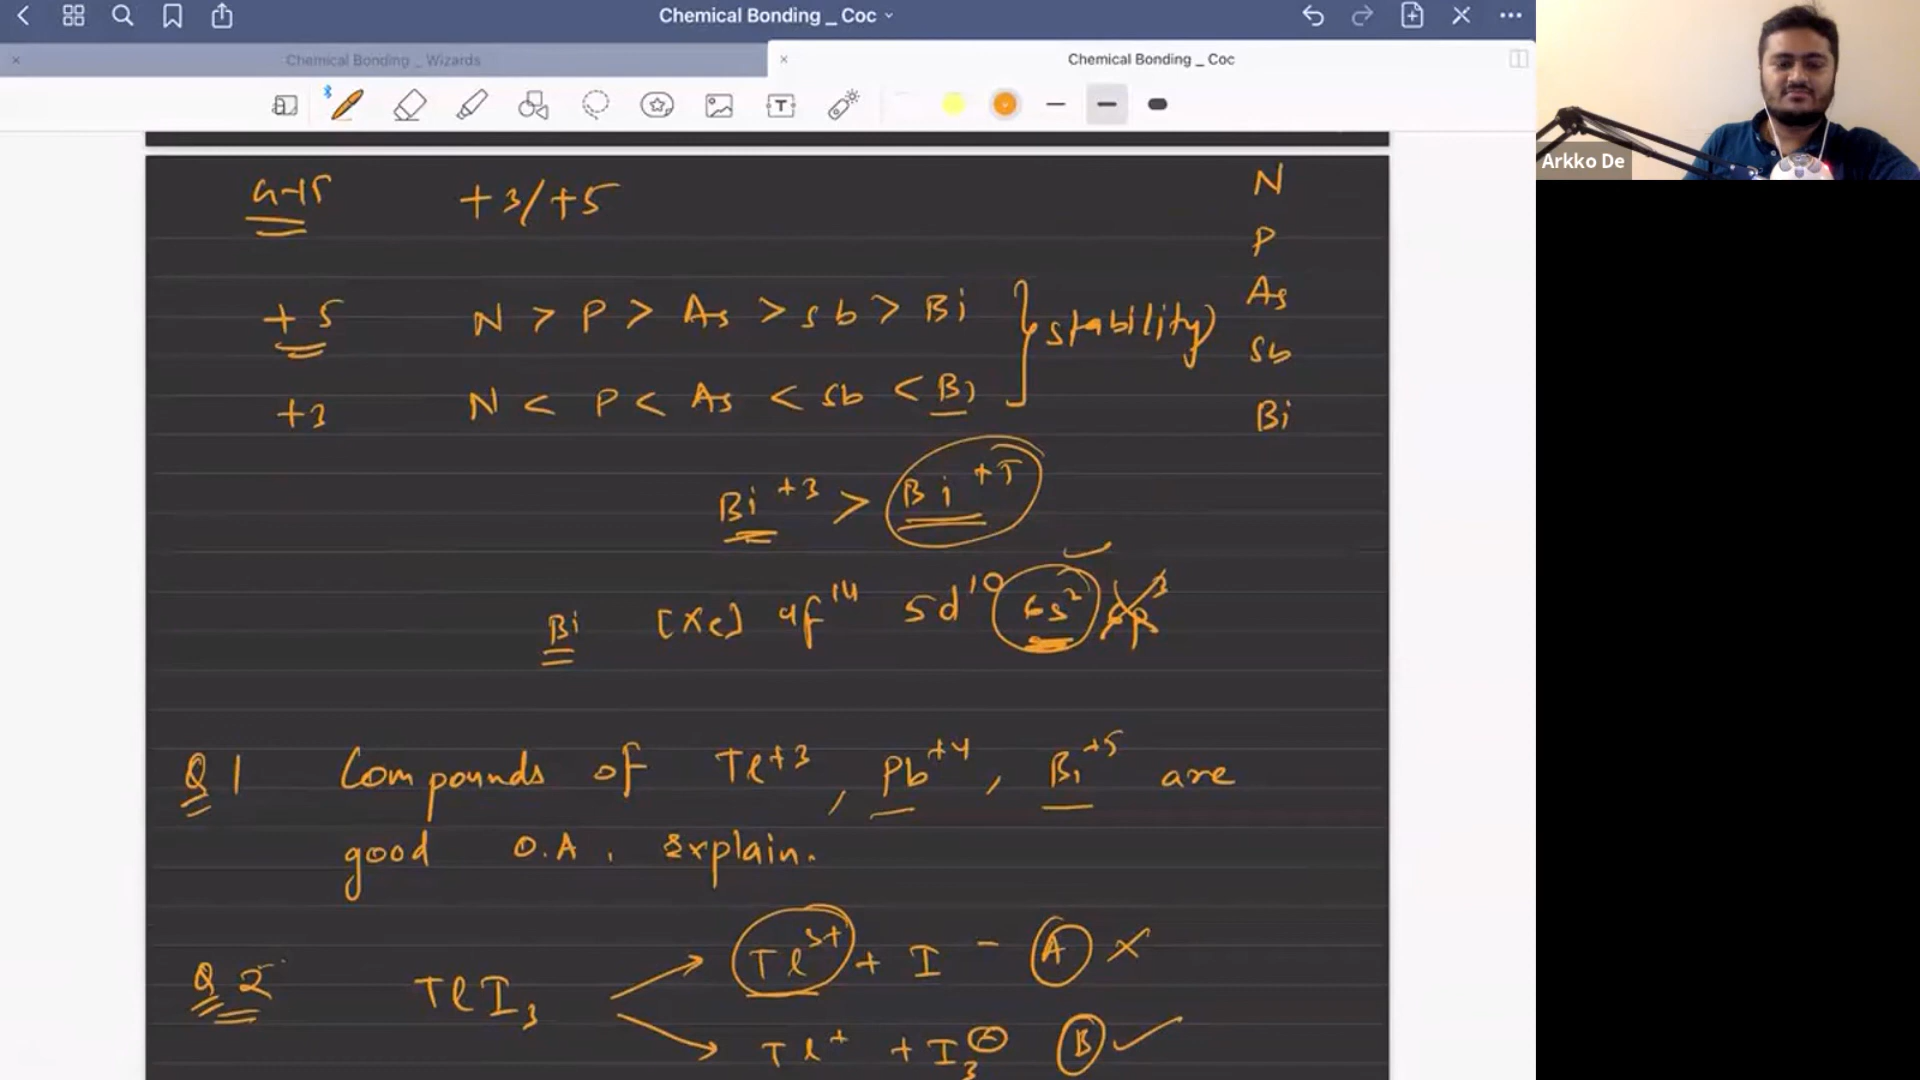 Chemical Bonding _ Coc
Chemical Bonding _ Wizards
Chemical Bonding _ Coc
Arkko De
G-15 +3/+5
N
P
As
Sb
Bi
+5 N > P > As > sb > Bi } stability
+3 N < P < As < sb < Bi
Bi+3 > Bi+5
Bi [Xe] 4f14 5d10 6s2 6p3
Q1 Compounds of Tl+3, Pb+4, Bi+5 are
good O.A. Explain.
Tl3+ + I- A ×
Q2 TlI3
Tl+ + I3⊖ B ✓